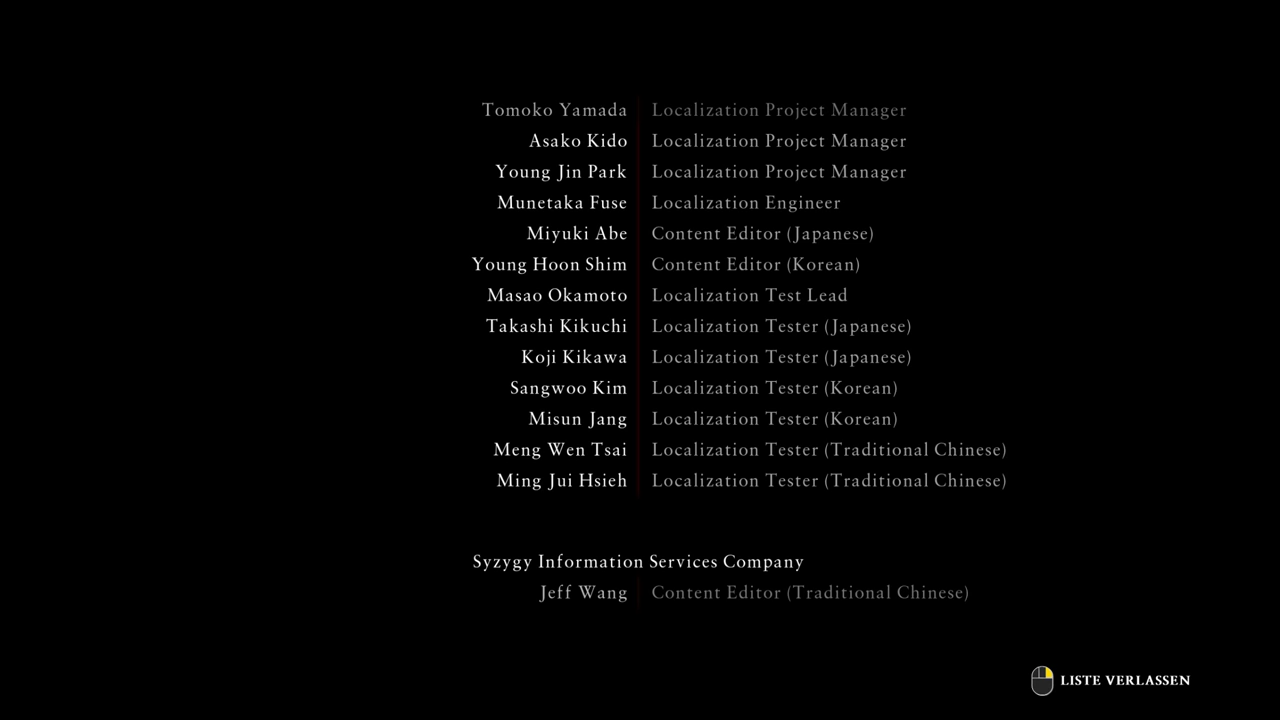 Tomoko Yamada Localization Project Manager
Asako Kido Localization Project Manager
Young Jin Park Localization Project Manager
Munetaka Fuse Localization Engineer
Miyuki Abe Content Editor (Japanese)
Young Hoon Shim Content Editor (Korean)
Masao Okamoto Localization Test Lead
Takashi Kikuchi Localization Tester (Japanese)
Koji Kikawa Localization Tester (Japanese)
Sangwoo Kim Localization Tester (Korean)
Misun Jang Localization Tester (Korean)
Meng Wen Tsai Localization Tester (Traditional Chinese)
Ming Jui Hsieh Localization Tester (Traditional Chinese)
Syzygy Information Services Company
Jeff Wang Content Editor (Traditional Chinese)
LISTE VERLASSEN